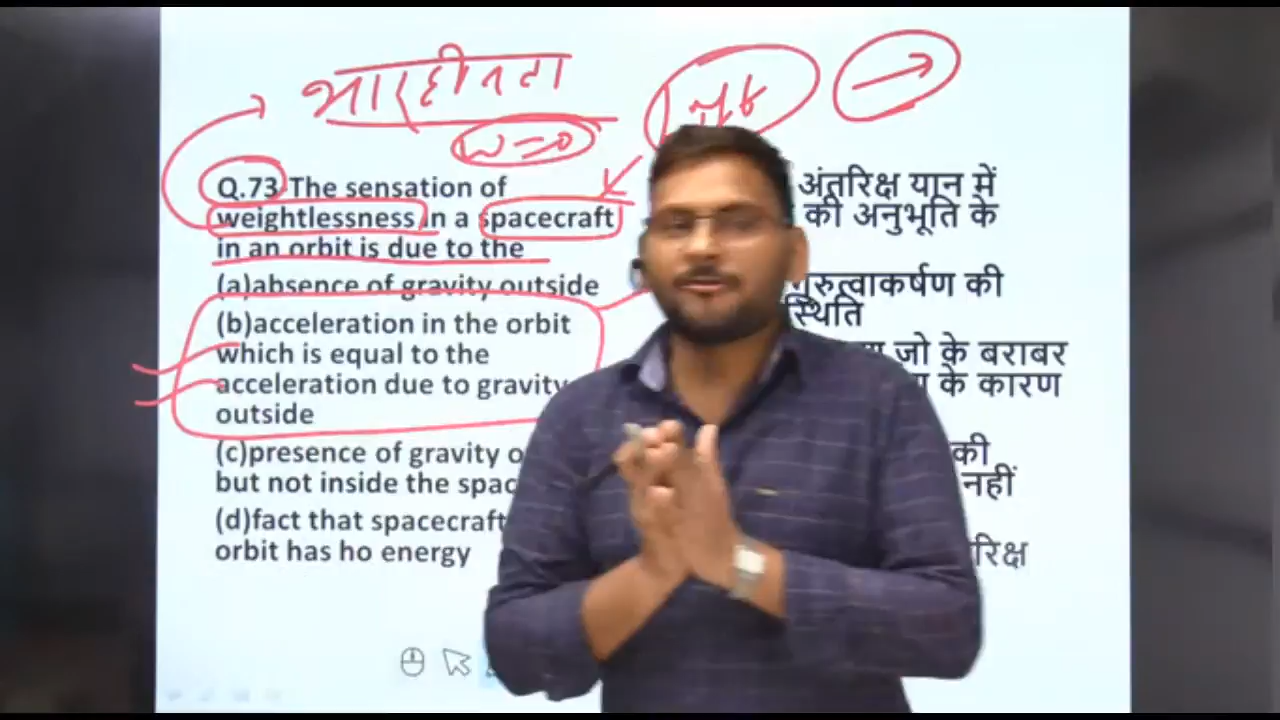 भारहीनता
W=0
Q.73-The sensation of
weightlessness in a spacecraft
in an orbit is due to the
(a)absence of gravity outside
(b)acceleration in the orbit
which is equal to the
acceleration due to gravity
outside
(c)presence of gravity
but not inside the
(d)fact that spacecraft
orbit has ho energy
अंतरिक्ष यान में
की अनुभूति के
गुरुत्वाकर्षण की
जो के बराबर
के कारण
की
नहीं